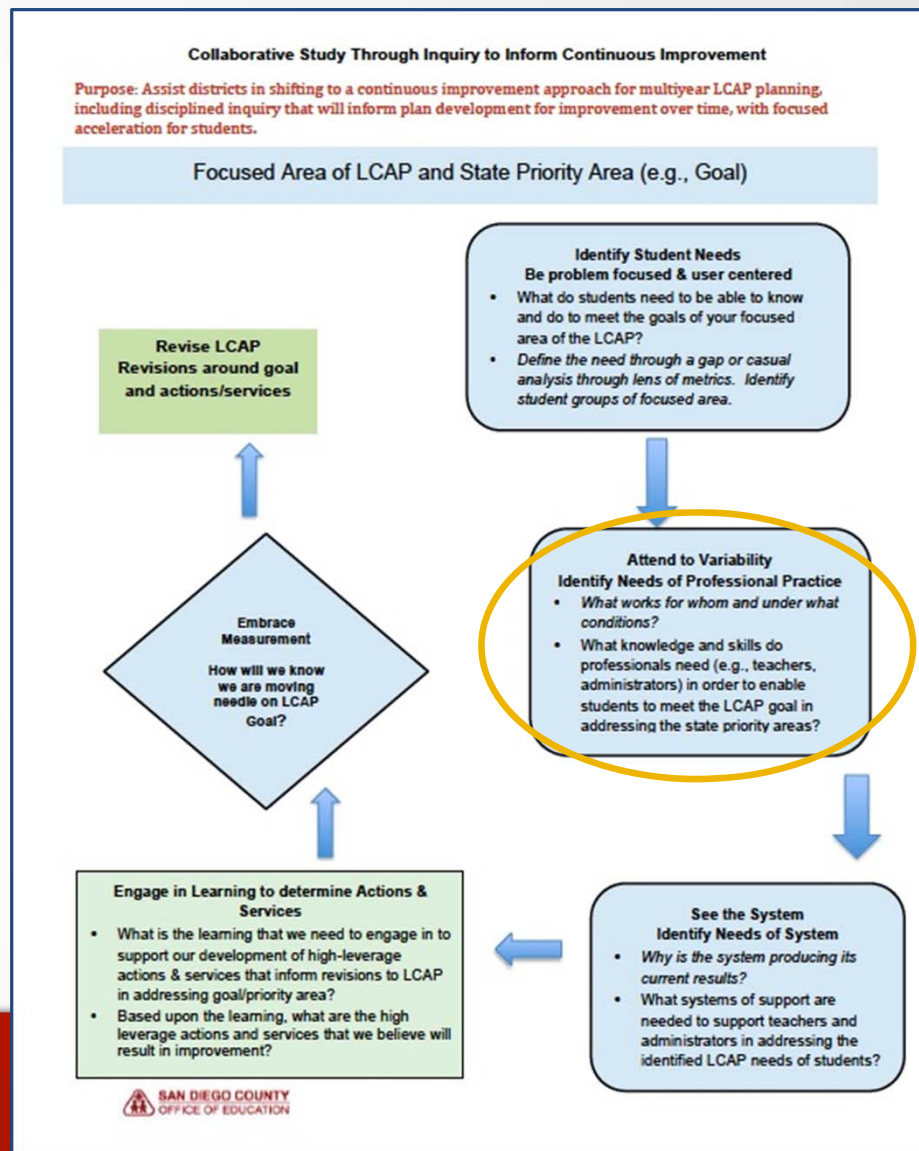 Collaborative Study Through Inquiry to Inform Continuous Improvement
Purpose: Assist districts in shifting to a continuous improvement approach for multiyear LCAP planning,
including disciplined inquiry that will inform plan development for improvement over time, with focused
acceleration for students.
Focused Area of LCAP and State Priority Area (e.g., Goal)
Identify Student Needs
Be problem focused & user centered
• What do students need to be able to know
and do to meet the goals of your focused
area of the LCAP?
• Define the need through a gap or casual
analysis through lens of metrics. Identify
student groups of focused area.
Revise LCAP
Revisions around goal
and actions/services
Attend to Variability
Identify Needs of Professional Practice
• What works for whom and under what
conditions?
• What knowledge and skills do
professionals need (e.g., teachers,
administrators) in order to enable
students to meet the LCAP goal in
addressing the state priority areas?
Embrace
Measurement
How will we know
we are moving
needle on LCAP
Goal?
Engage in Learning to determine Actions &
Services
• What is the learning that we need to engage in to
support our development of high-leverage
actions & services that inform revisions to LCAP
in addressing goal/priority area?
• Based upon the learning, what are the high
leverage actions and services that we believe will
result in improvement?
See the System
Identify Needs of System
• Why is the system producing its
current results?
• What systems of support are
needed to support teachers and
administrators in addressing the
identified LCAP needs of students?
SAN DIEGO COUNTY
OFFICE OF EDUCATION